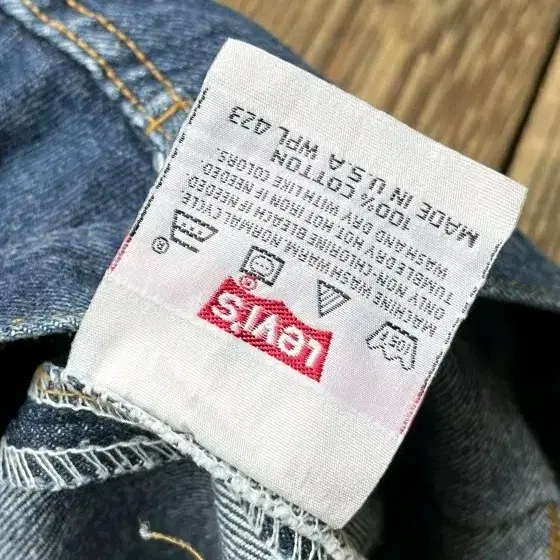 Levi's
®
105F
MACHINE WASH WARM. NORMAL CYCLE.
ONLY NON-CHLORINE BLEACH IF NEEDED.
TUMBLE DRY HOT. HOT IRON IF NEEDED.
WASH AND DRY WITH LIKE COLORS.
100% COTTON
MADE IN U.S.A WPL 423